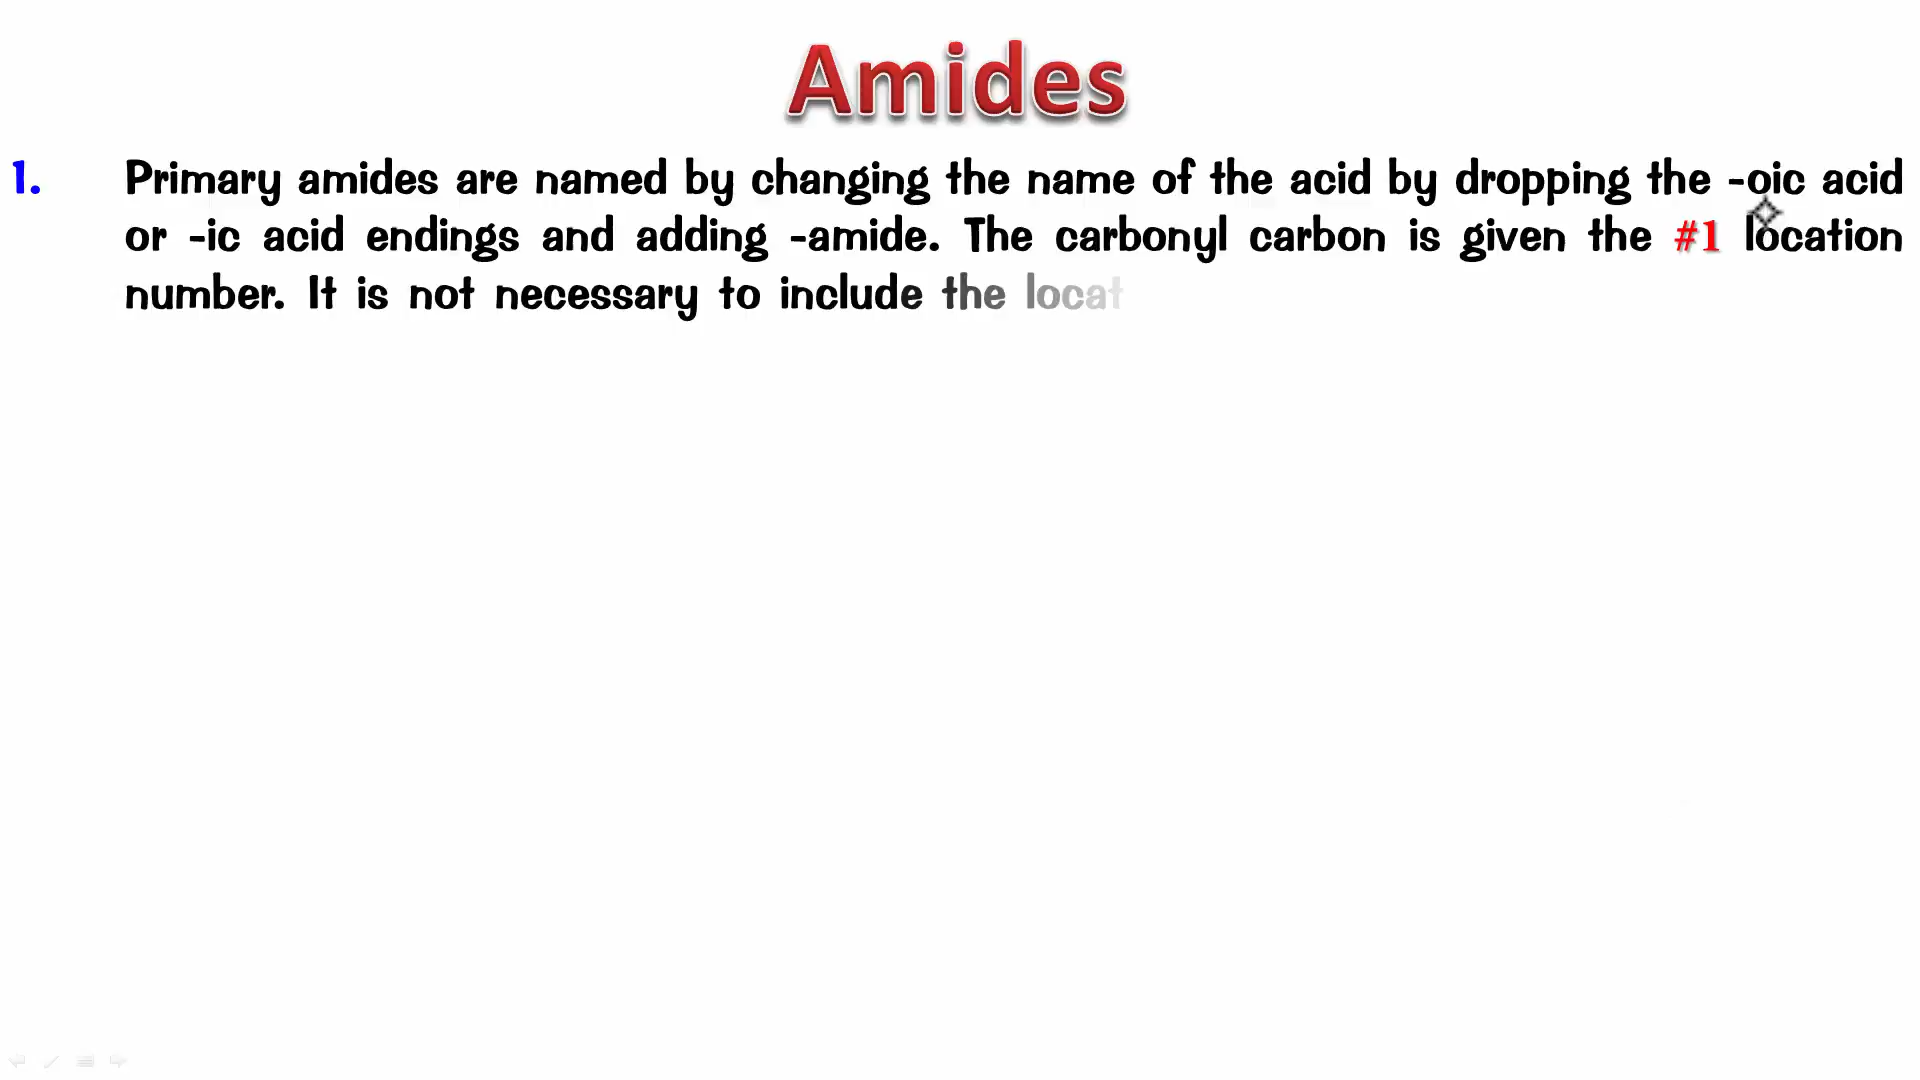 Amides
1. Primary amides are named by changing the name of the acid by dropping the -oic acid
or -ic acid endings and adding -amide. The carbonyl carbon is given the #1 location
number. It is not necessary to include the locat